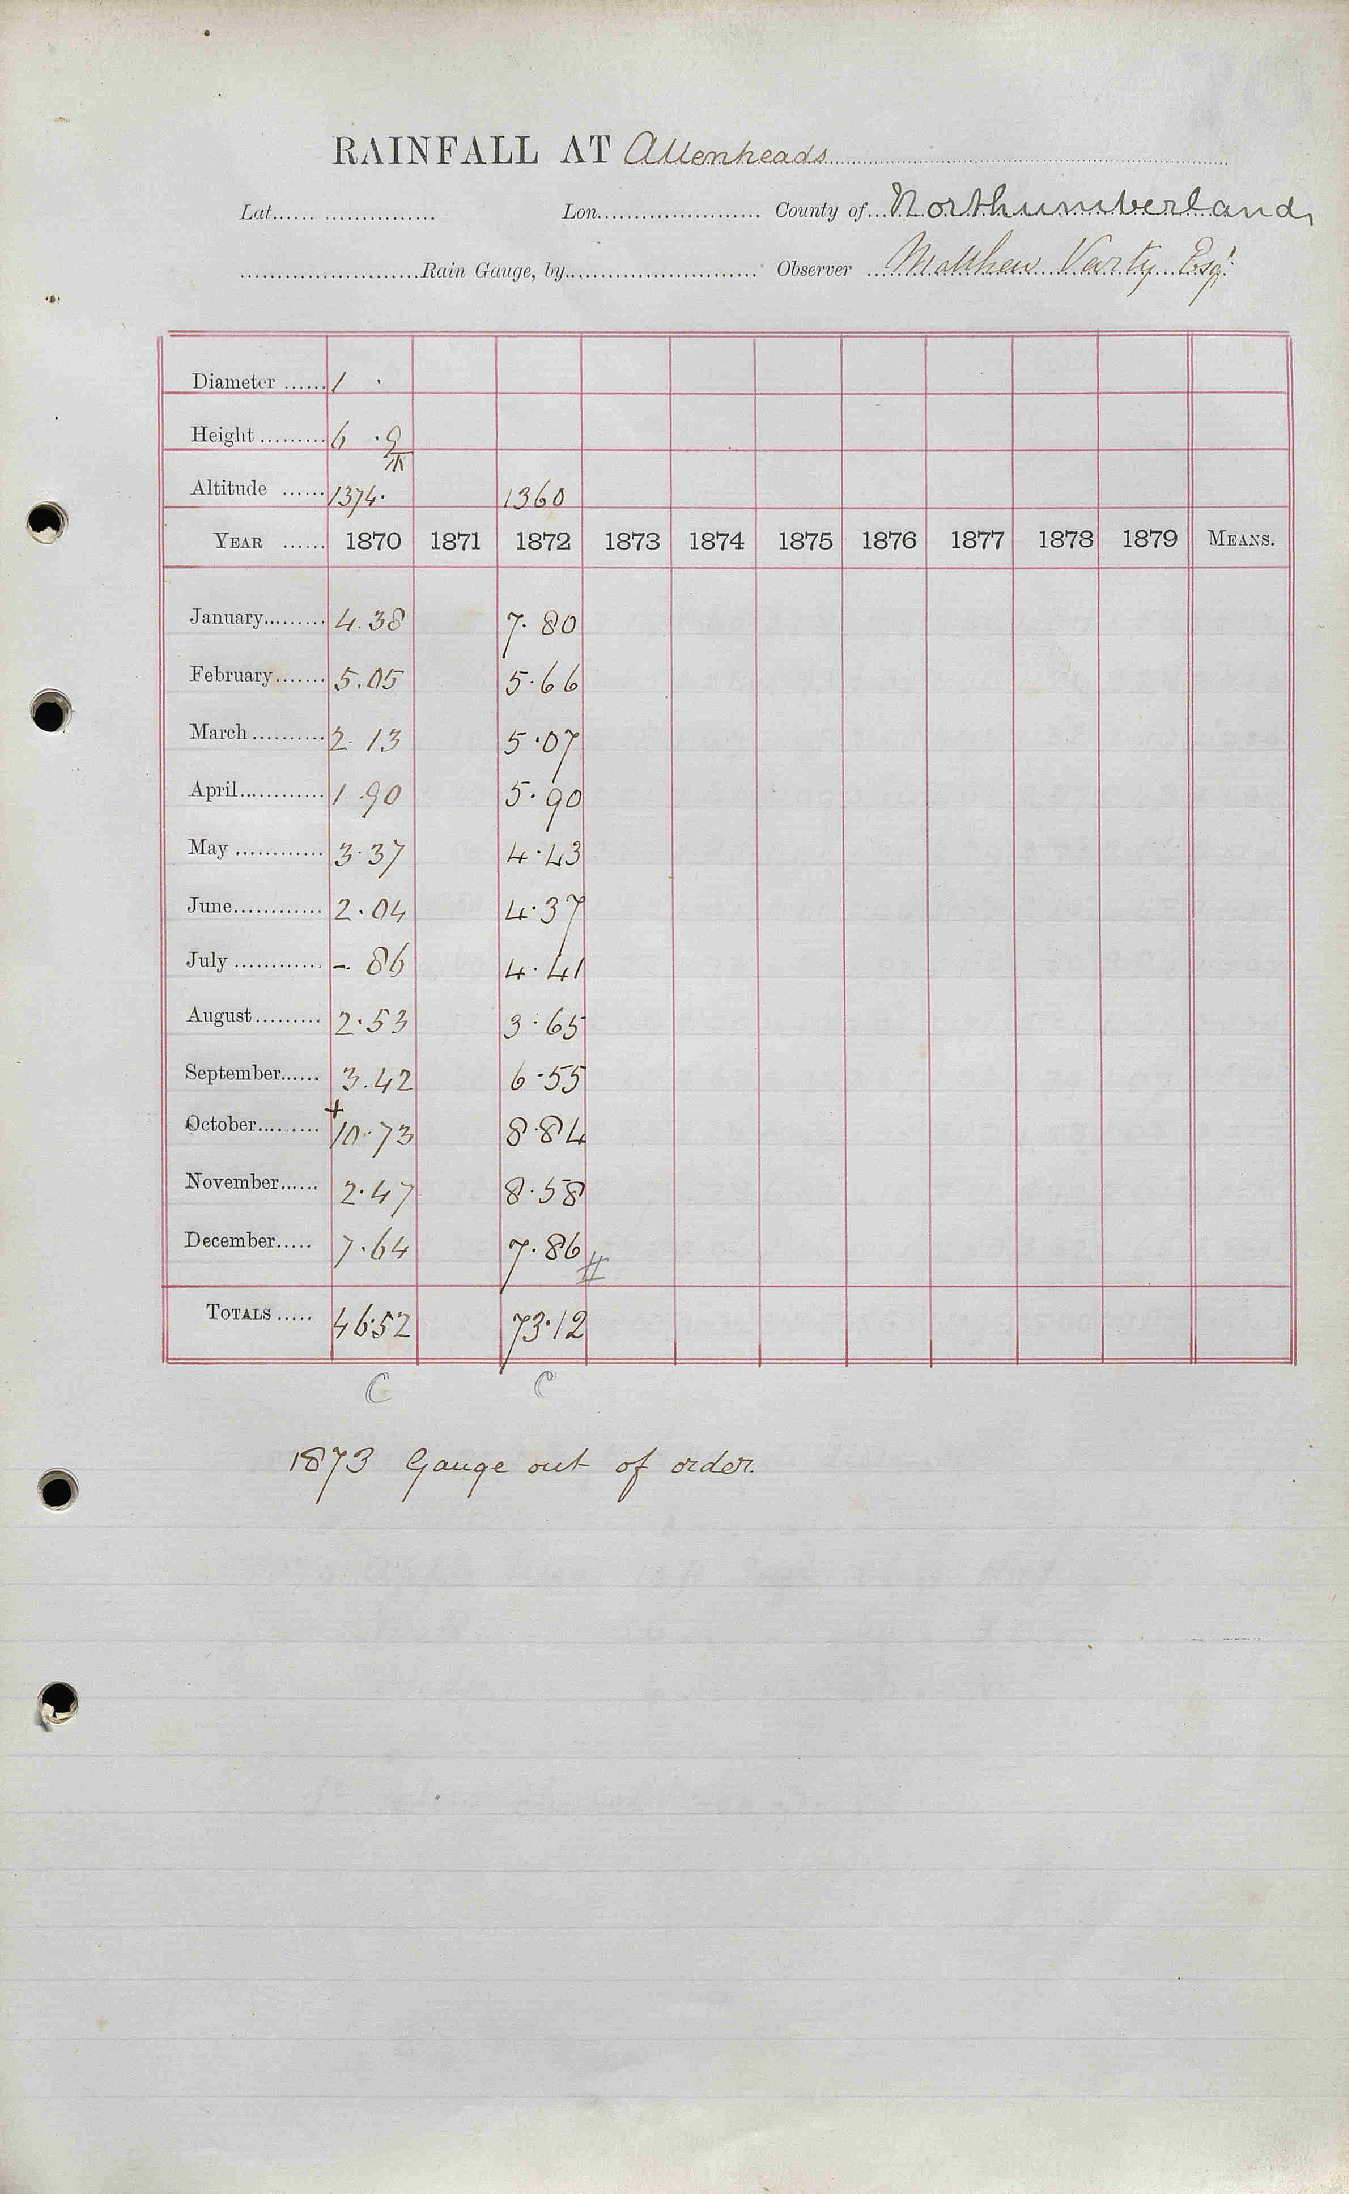 RAINFALL AT Allenheads
Lat. Lon. County of Northumberland
Rain Gauge, by Observer Matthew Varty Esqr
Diameter 1 .
Height 6 . 9
Altitude 1374. 1360
YEAR 1870 1871 1872 1873 1874 1875 1876 1877 1878 1879 MEANS.
January 4.38 7.80
February 5.05 5.66
March 2.13 5.07
April 1.90 5.90
May 3.37 4.43
June 2.04 4.37
July - 86 4.41
August 2.53 3.65
September 3.42 6.55
October +10.73 8.84
November 2.47 8.58
December 7.64 7.86 #
TOTALS 46.52 73.12
C C
1873 Gauge out of order.